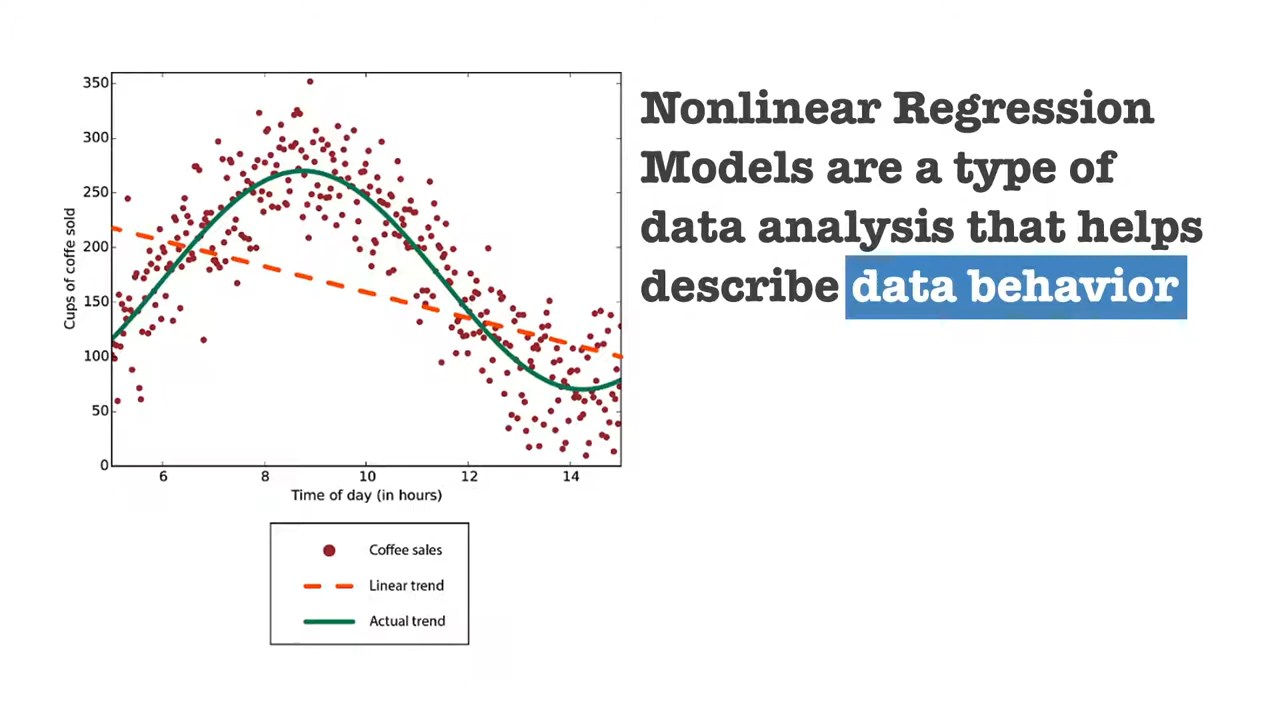 Nonlinear Regression
Models are a type of
data analysis that helps
describe data behavior
350
300
250
200
150
100
50
0
Cups of coffe sold
6 8 10 12 14
Time of day (in hours)
Coffee sales
Linear trend
Actual trend